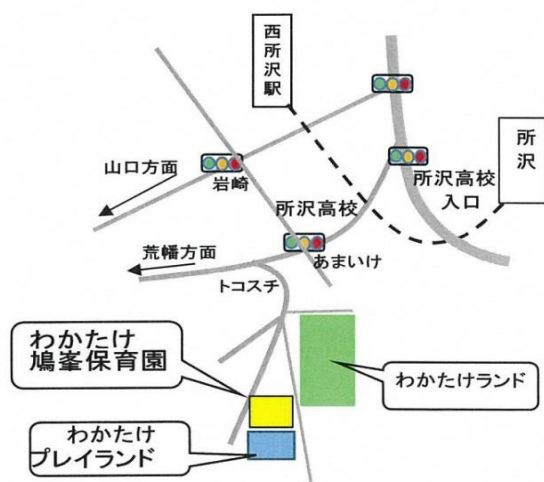 西所沢駅
所沢
山口方面
岩崎
所沢高校
所沢高校
入口
荒幡方面
あまいけ
トコスチ
わかたけ
鳩峯保育園
わかたけランド
わかたけ
プレイランド